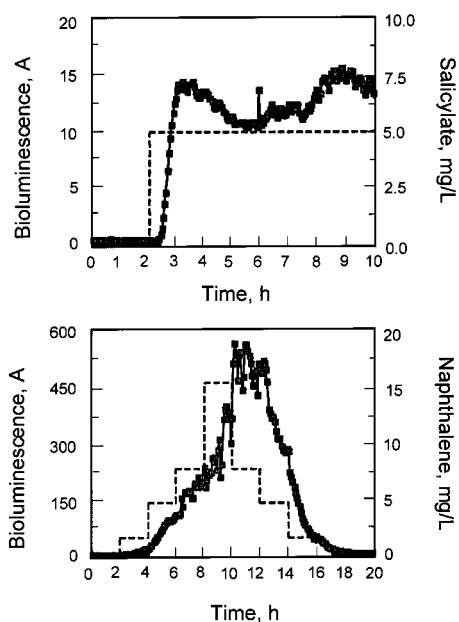 Bioluminescence, A
20
15
10
5
0
0 1 2 3 4 5 6 7 8 9 10
Time, h
10.0
7.5
5.0
2.5
0.0
Salicylate, mg/L
Bioluminescence, A
600
450
300
150
0
0 2 4 6 8 10 12 14 16 18 20
Time, h
20
15
10
5
0
Naphthalene, mg/L